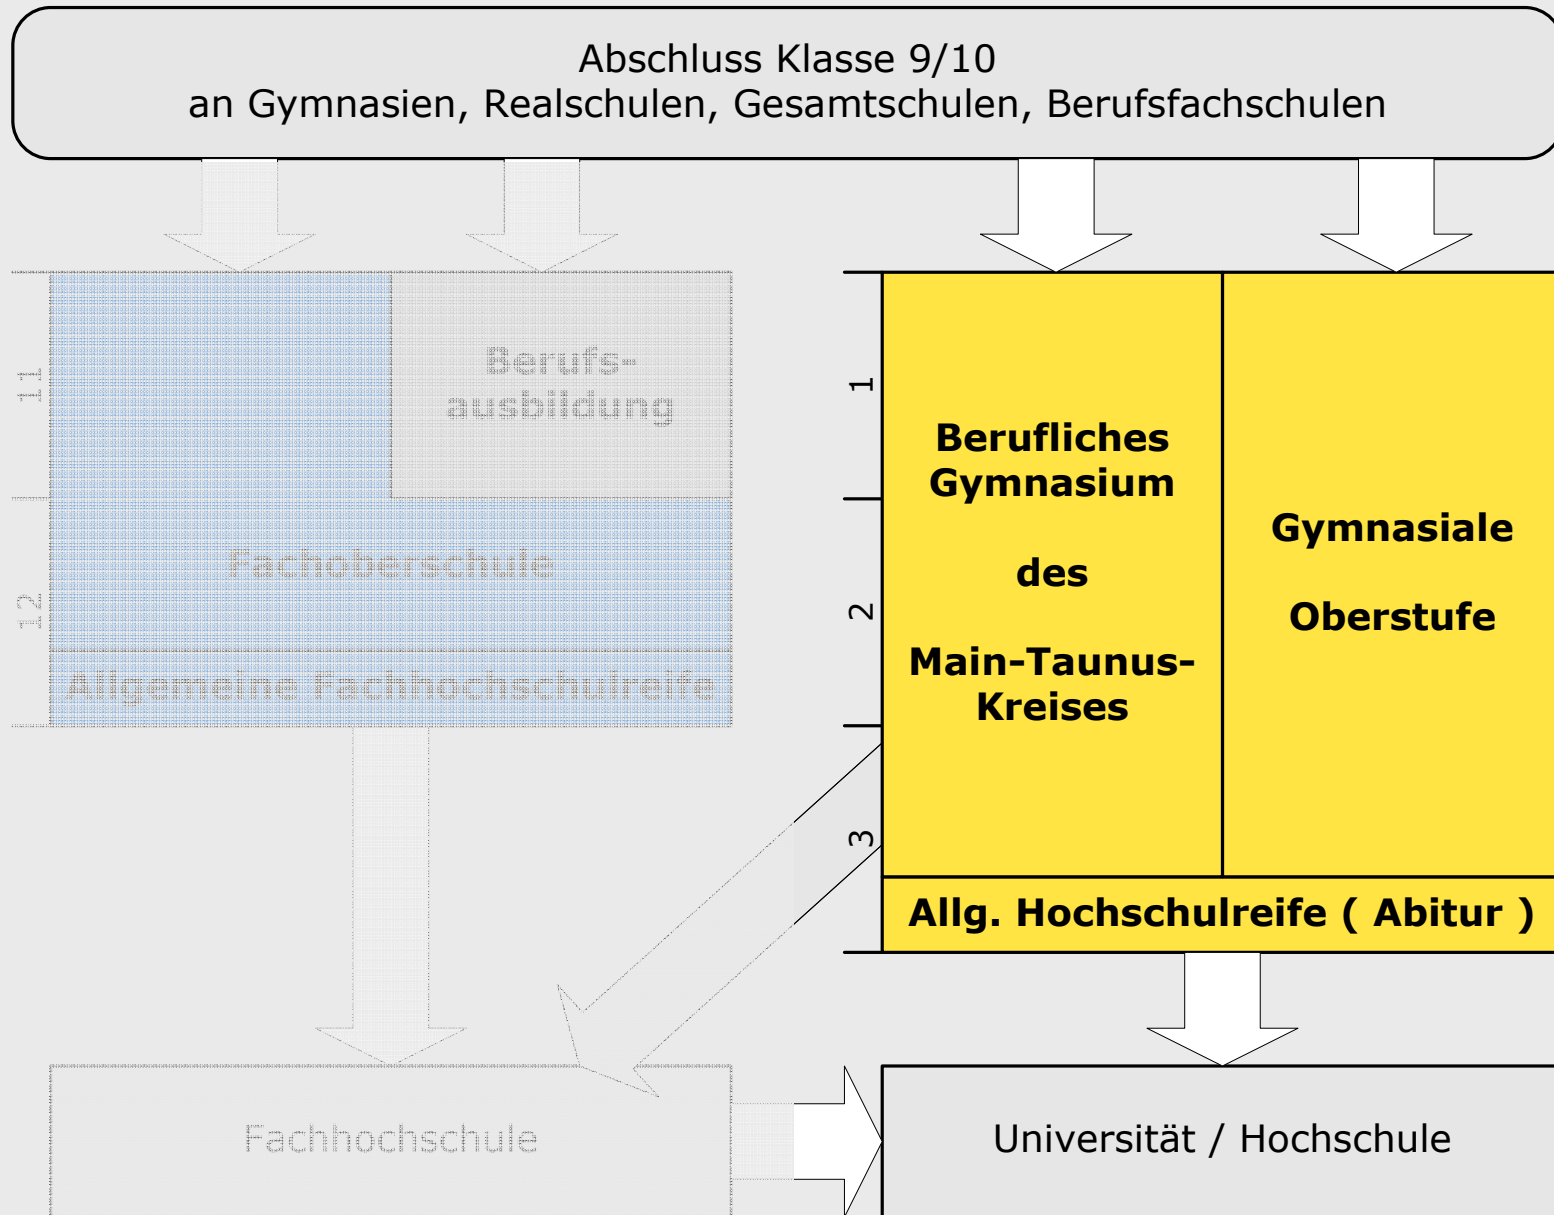 Abschluss Klasse 9/10
an Gymnasien, Realschulen, Gesamtschulen, Berufsfachschulen
11
Berufs-
ausbildung
12
Fachoberschule
Allgemeine Fachhochschulreife
1
2
3
Berufliches
Gymnasium
des
Main-Taunus-
Kreises
Gymnasiale
Oberstufe
Allg. Hochschulreife ( Abitur )
Fachhochschule
Universität / Hochschule